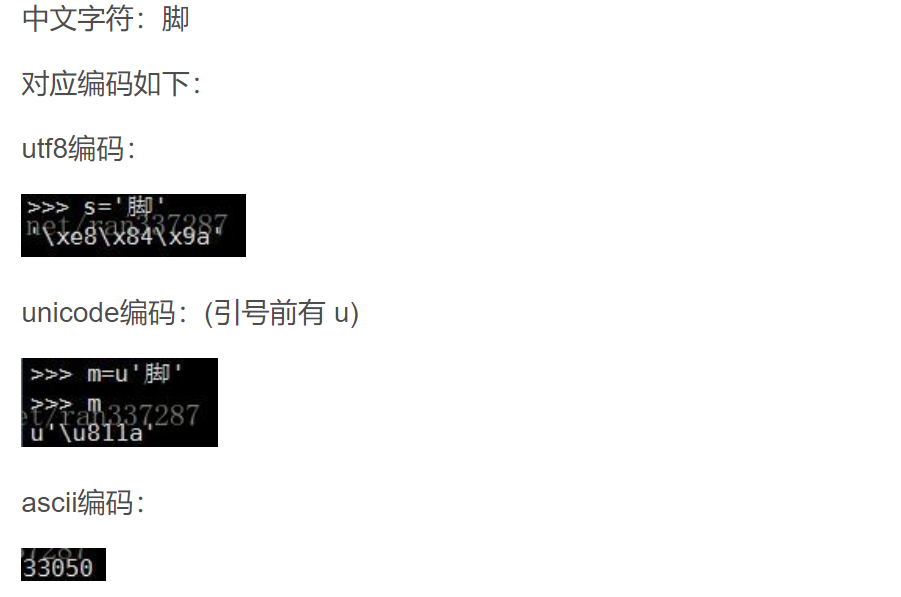 中文字符：脚
对应编码如下：
utf8编码：
>>> s='脚'
net/ran337287
'\xe8\x84\x9a'
unicode编码：(引号前有 u)
>>> m=u'脚'
>>> m
et/ran337287
u'\u811a'
ascii编码：
37287
33050